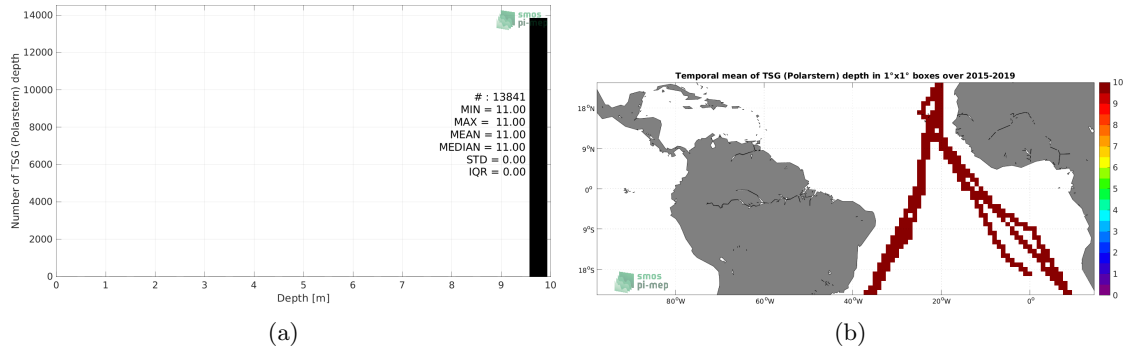 14000
12000
10000
8000
6000
4000
2000
0
Number of TSG (Polarstern) depth
smos
pi-mep
# : 13841
MIN = 11.00
MAX = 11.00
MEAN = 11.00
MEDIAN = 11.00
STD = 0.00
IQR = 0.00
0 1 2 3 4 5 6 7 8 9 10
Depth [m]
(a)
Temporal mean of TSG (Polarstern) depth in 1°x1° boxes over 2015-2019
18°N
9°N
0°
9°S
18°S
80°W 60°W 40°W 20°W 0°
smos
pi-mep
10
9
8
7
6
5
4
3
2
1
0
(b)